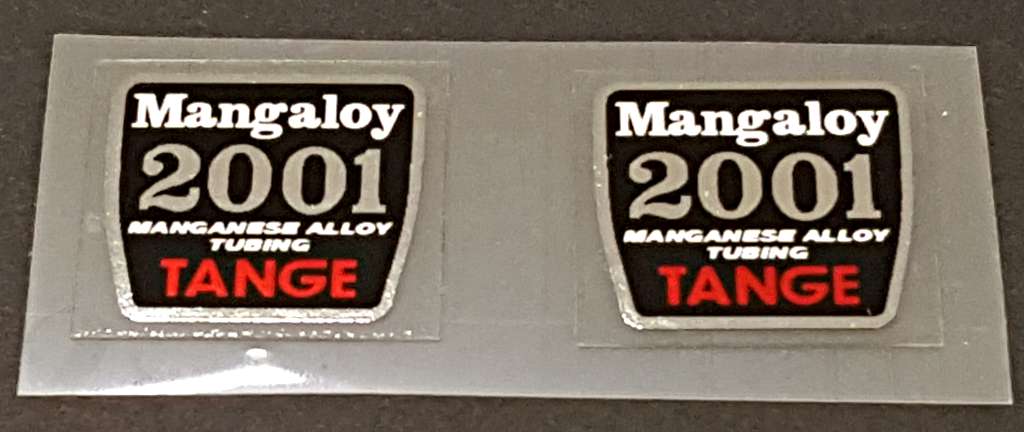 Mangaloy
2001
MANGANESE ALLOY
TUBING
TANGE
Mangaloy
2001
MANGANESE ALLOY
TUBING
TANGE